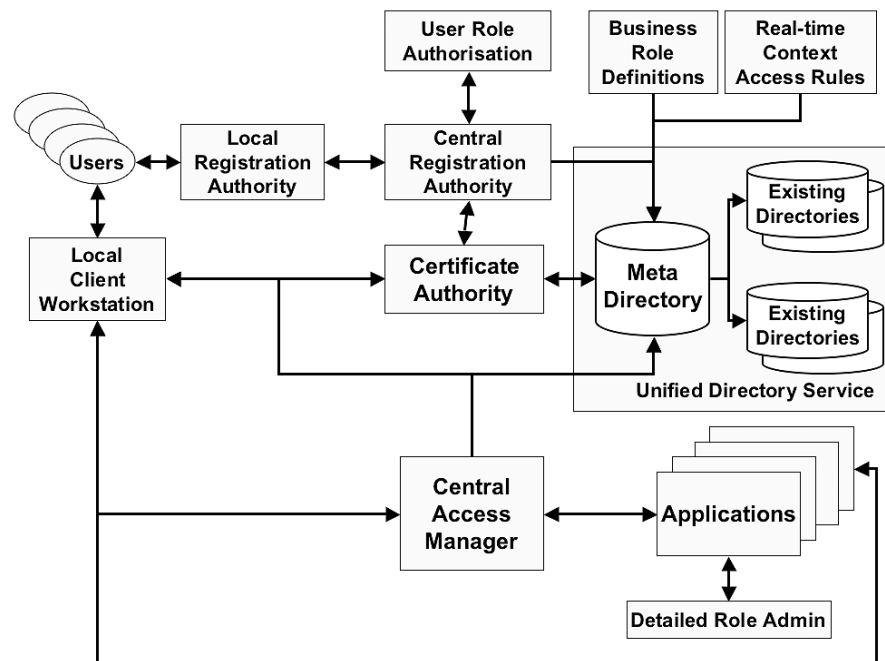 User Role
Authorisation
Business
Role
Definitions
Real-time
Context
Access Rules
Users
Local
Registration
Authority
Central
Registration
Authority
Existing
Directories
Local
Client
Workstation
Certificate
Authority
Meta
Directory
Existing
Directories
Unified Directory Service
Central
Access
Manager
Applications
Detailed Role Admin